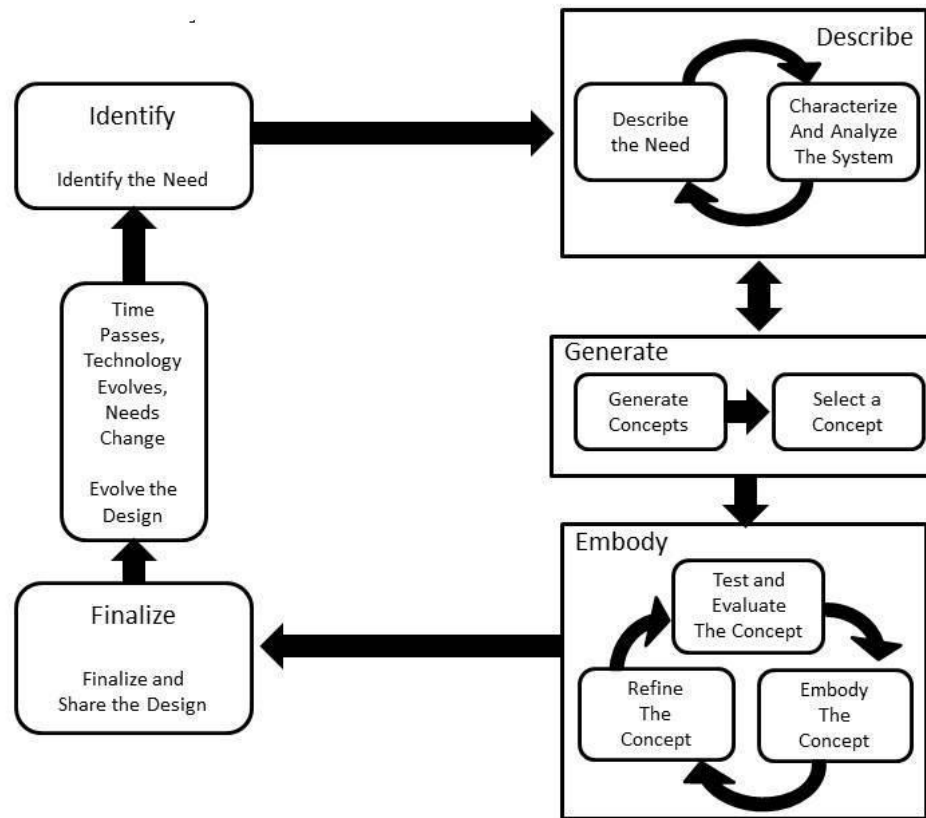 Identify
Identify the Need
Describe
Describe
the Need
Characterize
And Analyze
The System
Generate
Generate
Concepts
Select a
Concept
Embody
Test and
Evaluate
The Concept
Embody
The
Concept
Refine
The
Concept
Finalize
Finalize and
Share the Design
Time
Passes,
Technology
Evolves,
Needs
Change
Evolve the
Design